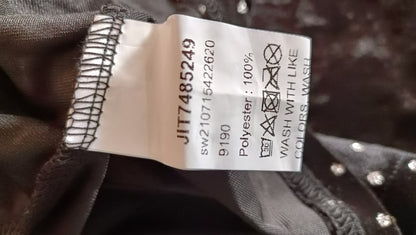 JIT7485249
sw210715422620
9190
Polyester : 100%
WASH WITH LIKE
COLORS, WASH